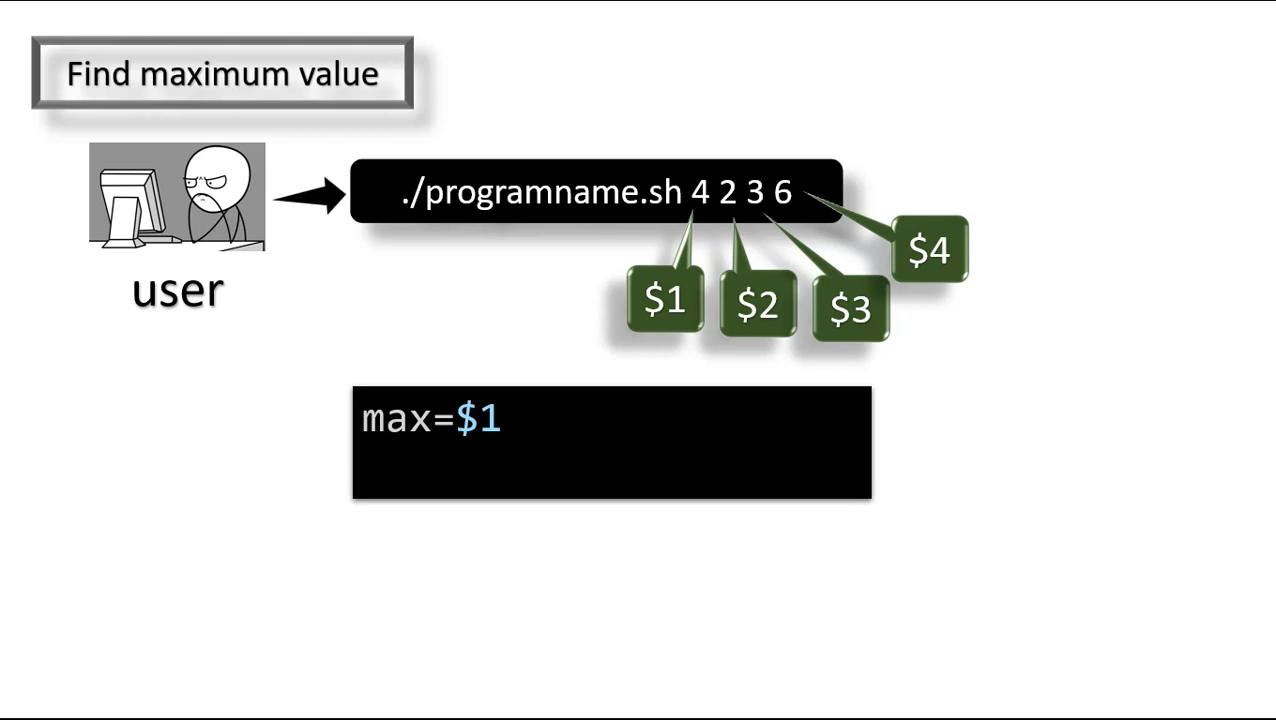 Find maximum value
./programname.sh 4 2 3 6
$4
$1 $2 $3
user
max=$1